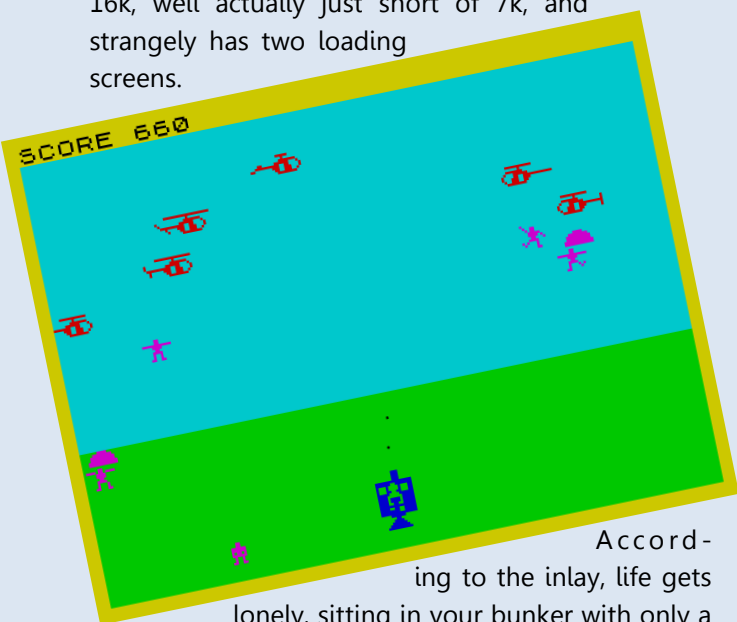 16k, well actually just short of 7k, and
strangely has two loading
screens.
SCORE 660
Accord-
ing to the inlay, life gets
lonely, sitting in your bunker with only a